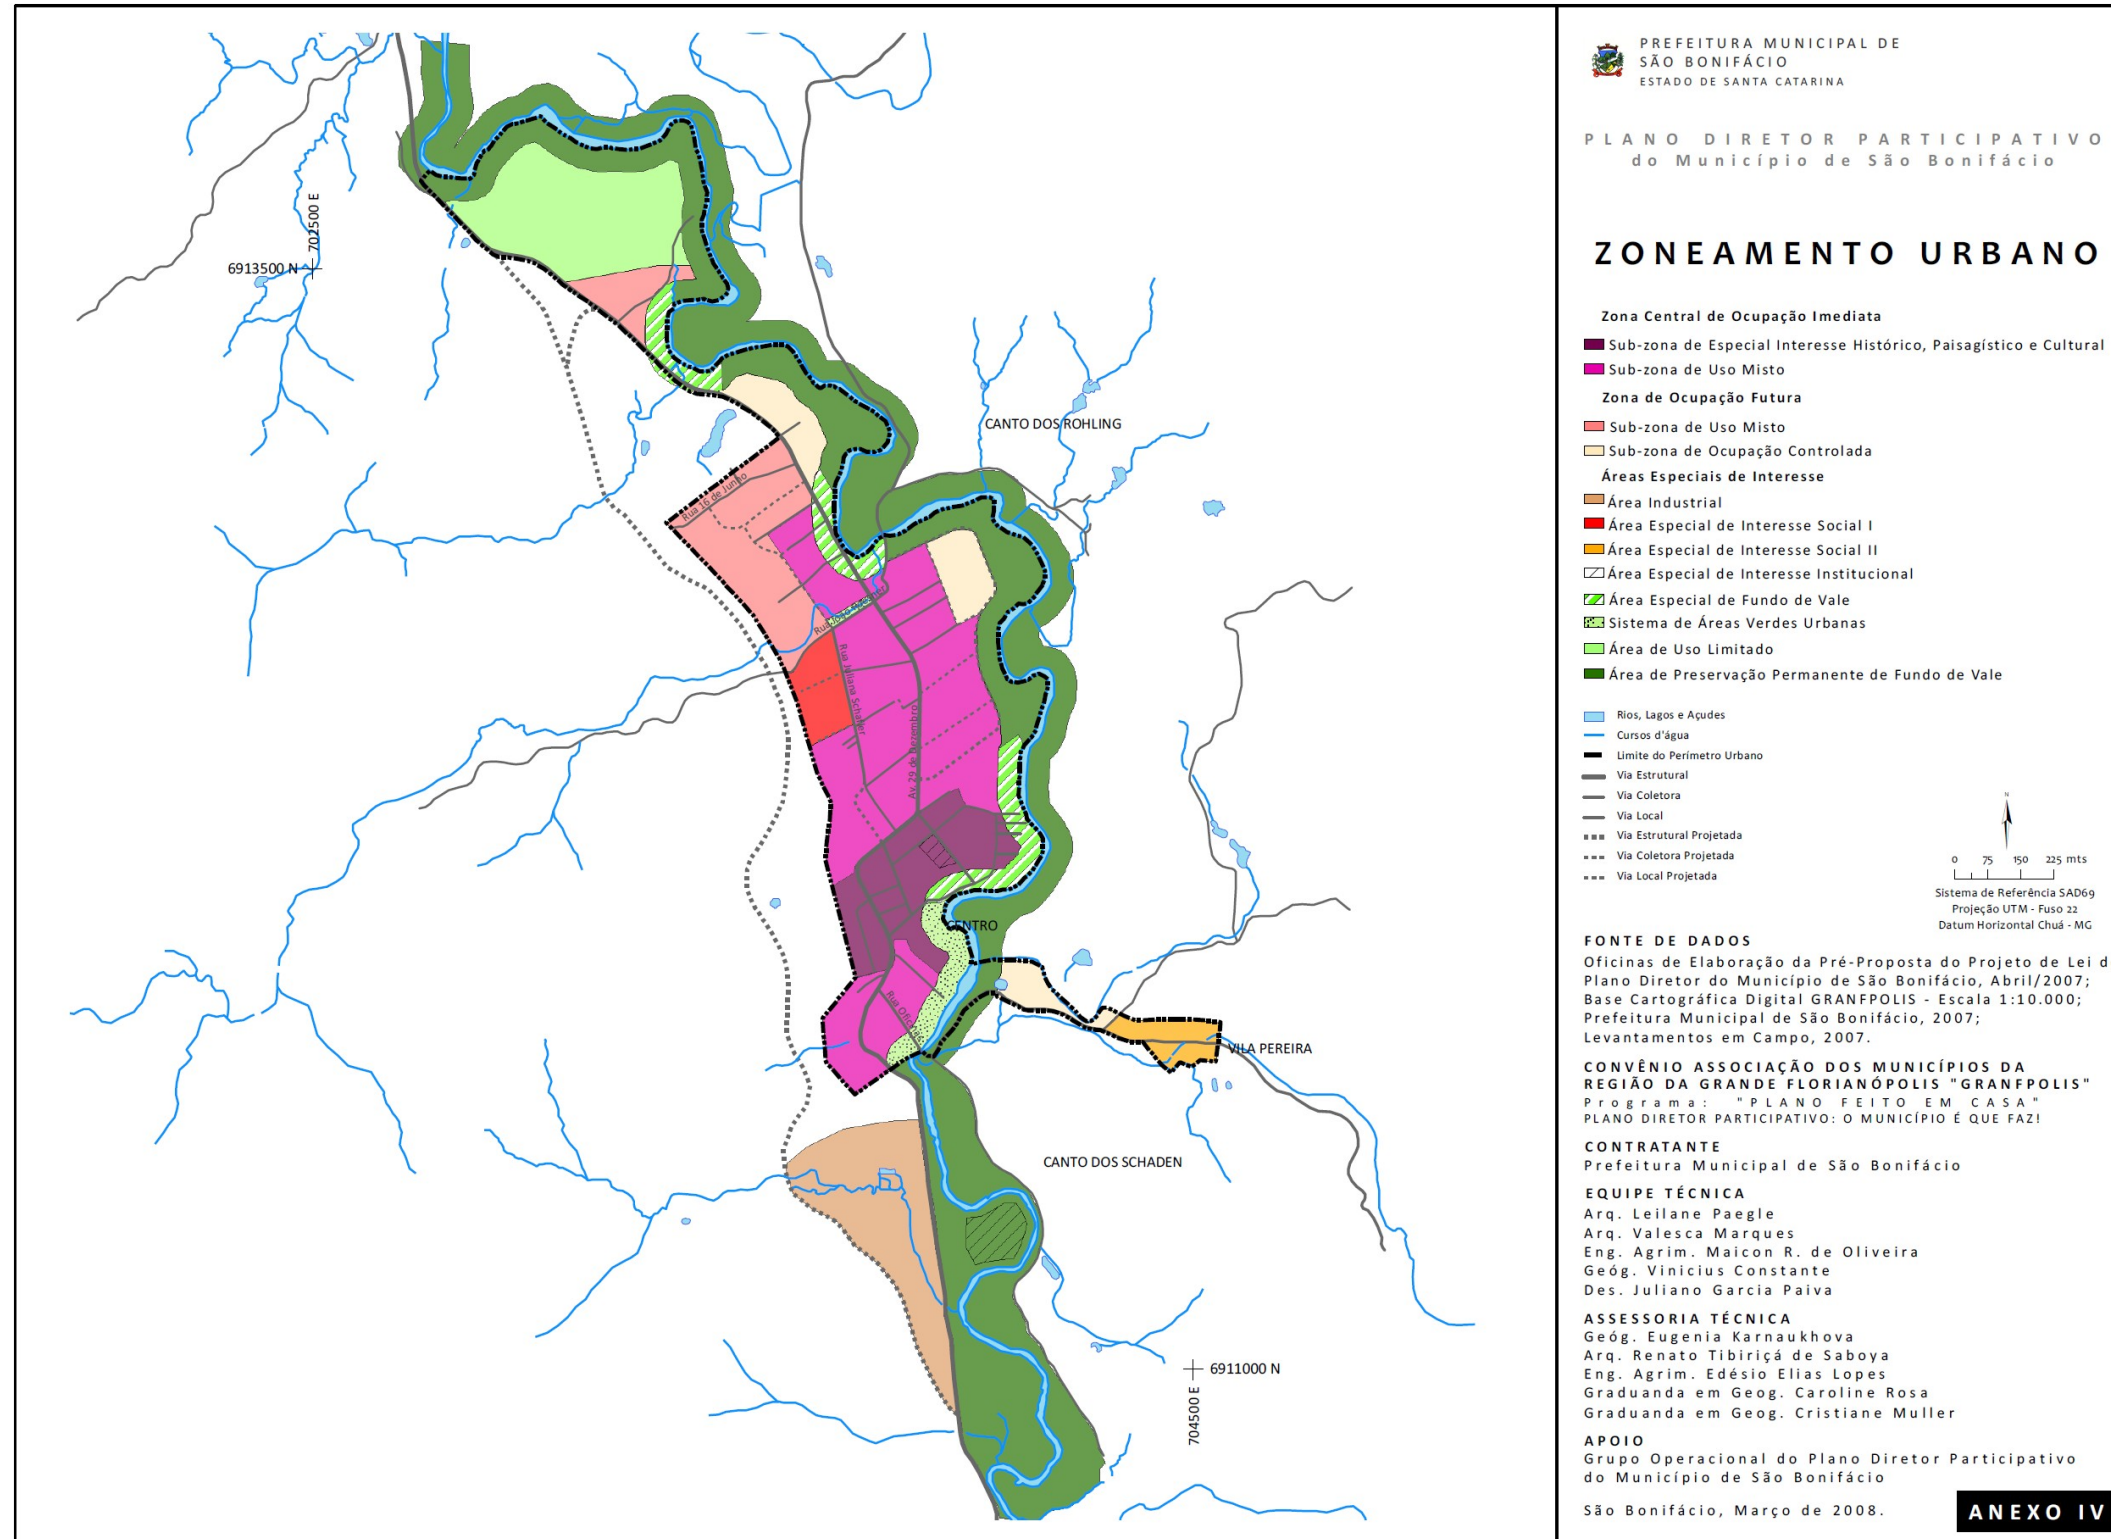 PREFEITURA MUNICIPAL DE
SÃO BONIFÁCIO
ESTADO DE SANTA CATARINA
PLANO DIRETOR PARTICIPATIVO
do Município de São Bonifácio
ZONEAMENTO URBANO
Zona Central de Ocupação Imediata
Sub-zona de Especial Interesse Histórico, Paisagístico e Cultural
Sub-zona de Uso Misto
Zona de Ocupação Futura
Sub-zona de Uso Misto
Sub-zona de Ocupação Controlada
Áreas Especiais de Interesse
Área Industrial
Área Especial de Interesse Social I
Área Especial de Interesse Social II
Área Especial de Interesse Institucional
Área Especial de Fundo de Vale
Sistema de Áreas Verdes Urbanas
Área de Uso Limitado
Área de Preservação Permanente de Fundo de Vale
Rios, Lagos e Açudes
Cursos d'água
Limite do Perímetro Urbano
Via Estrutural
Via Coletora
Via Local
Via Estrutural Projetada
Via Coletora Projetada
Via Local Projetada
N
0 75 150 225 mts
Sistema de Referência SAD69
Projeção UTM - Fuso 22
Datum Horizontal Chuá - MG
FONTE DE DADOS
Oficinas de Elaboração da Pré-Proposta do Projeto de Lei d
Plano Diretor do Município de São Bonifácio, Abril/2007;
Base Cartográfica Digital GRANFPOLIS - Escala 1:10.000;
Prefeitura Municipal de São Bonifácio, 2007;
Levantamentos em Campo, 2007.
CONVÊNIO ASSOCIAÇÃO DOS MUNICÍPIOS DA
REGIÃO DA GRANDE FLORIANÓPOLIS "GRANFPOLIS"
Programa: "PLANO FEITO EM CASA"
PLANO DIRETOR PARTICIPATIVO: O MUNICÍPIO É QUE FAZ!
CONTRATANTE
Prefeitura Municipal de São Bonifácio
EQUIPE TÉCNICA
Arq. Leilane Paegle
Arq. Valesca Marques
Eng. Agrim. Maicon R. de Oliveira
Geóg. Vinicius Constante
Des. Juliano Garcia Paiva
ASSESSORIA TÉCNICA
Geóg. Eugenia Karnaukhova
Arq. Renato Tibiriçá de Saboya
Eng. Agrim. Edésio Elias Lopes
Graduanda em Geog. Caroline Rosa
Graduanda em Geog. Cristiane Muller
APOIO
Grupo Operacional do Plano Diretor Participativo
do Município de São Bonifácio
São Bonifácio, Março de 2008.
ANEXO IV
702500 E
6913500 N
CANTO DOS ROHLING
Rua 16 de Junho
Rua João
Rua Juliana Schafer
Av. 29 de Dezembro
CENTRO
Rua Oficinas
VILA PEREIRA
CANTO DOS SCHADEN
6911000 N
704500 E